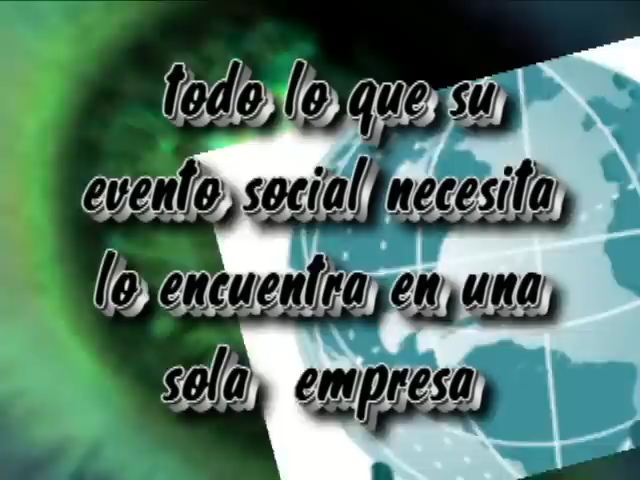 todo lo que su
evento social necesita
lo encuentra en una
sola empresa